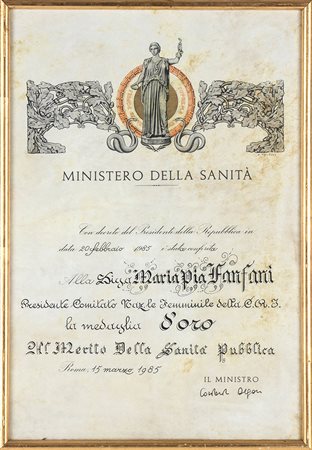 MINISTERO DELLA SANITÀ
Con decreto del Presidente della Repubblica in
data 20 febbraio 1985 è stata conferita
Alla Sig.ra Maria Pia Fanfani
Presidente Comitato Naz.le Femminile della C.R.I.
la medaglia d'oro
Al Merito Della Sanità Pubblica
Roma, 15 marzo 1985
IL MINISTRO